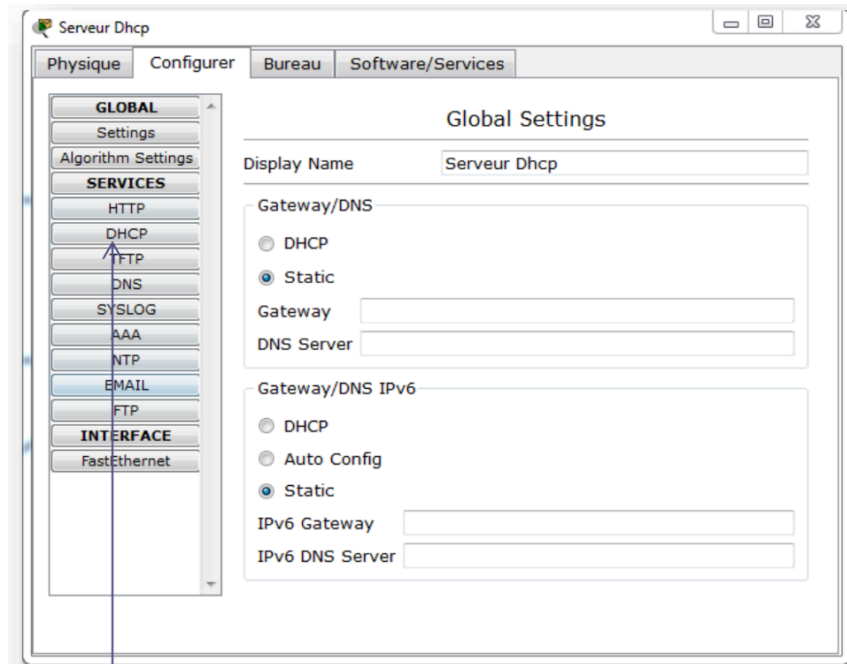 Serveur Dhcp
Physique Configurer Bureau Software/Services
GLOBAL
Settings
Algorithm Settings
SERVICES
HTTP
DHCP
TFTP
DNS
SYSLOG
AAA
NTP
EMAIL
FTP
INTERFACE
FastEthernet
Global Settings
Display Name Serveur Dhcp
Gateway/DNS
DHCP
Static
Gateway
DNS Server
Gateway/DNS IPv6
DHCP
Auto Config
Static
IPv6 Gateway
IPv6 DNS Server